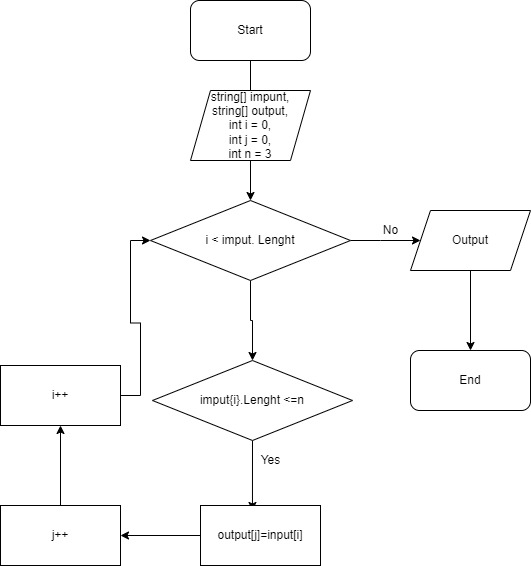 Start
string[] impunt,
string[] output,
int i = 0,
int j = 0,
int n = 3
i < imput. Lenght
No
Output
End
i++
imput{i}.Lenght <=n
Yes
j++
output[j]=input[i]